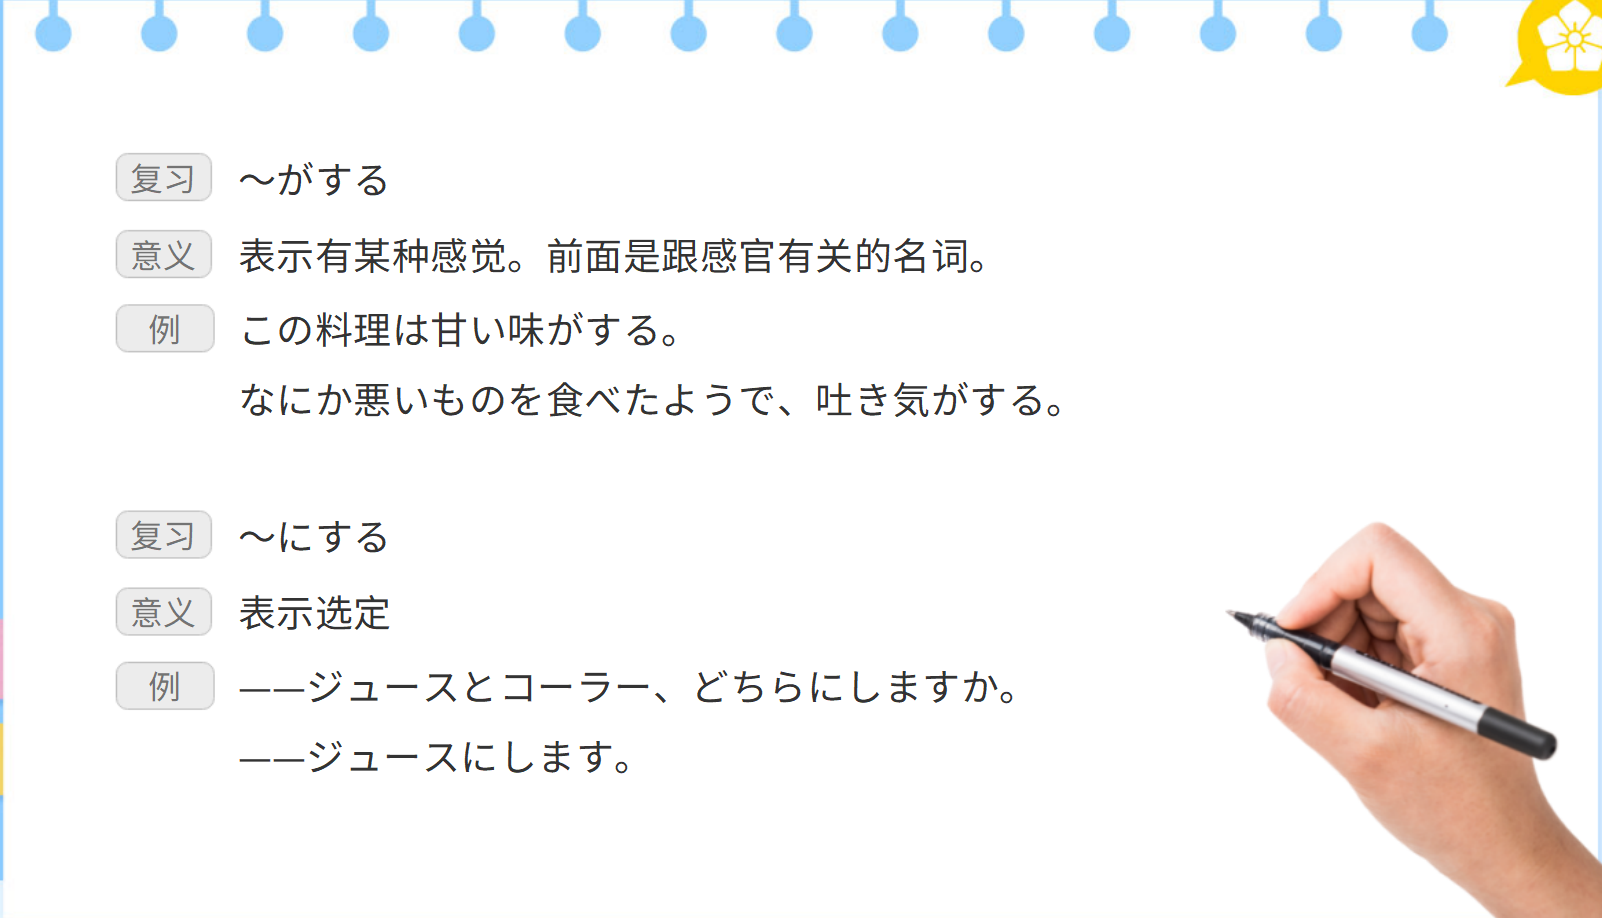 复习 ～がする
意义 表示有某种感觉。前面是跟感官有关的名词。
例 この料理は甘い味がする。
なにか悪いものを食べたようで、吐き気がする。
复习 ～にする
意义 表示选定
例 ——ジュースとコーラー、どちらにしますか。
——ジュースにします。